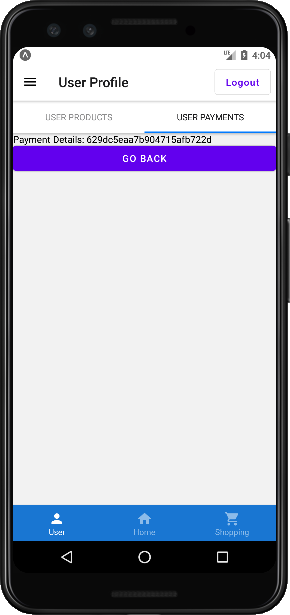 4:04
User Profile
Logout
USER PRODUCTS
USER PAYMENTS
Payment Details: 629dc5eaa7b904715afb722d
GO BACK
User
Home
Shopping